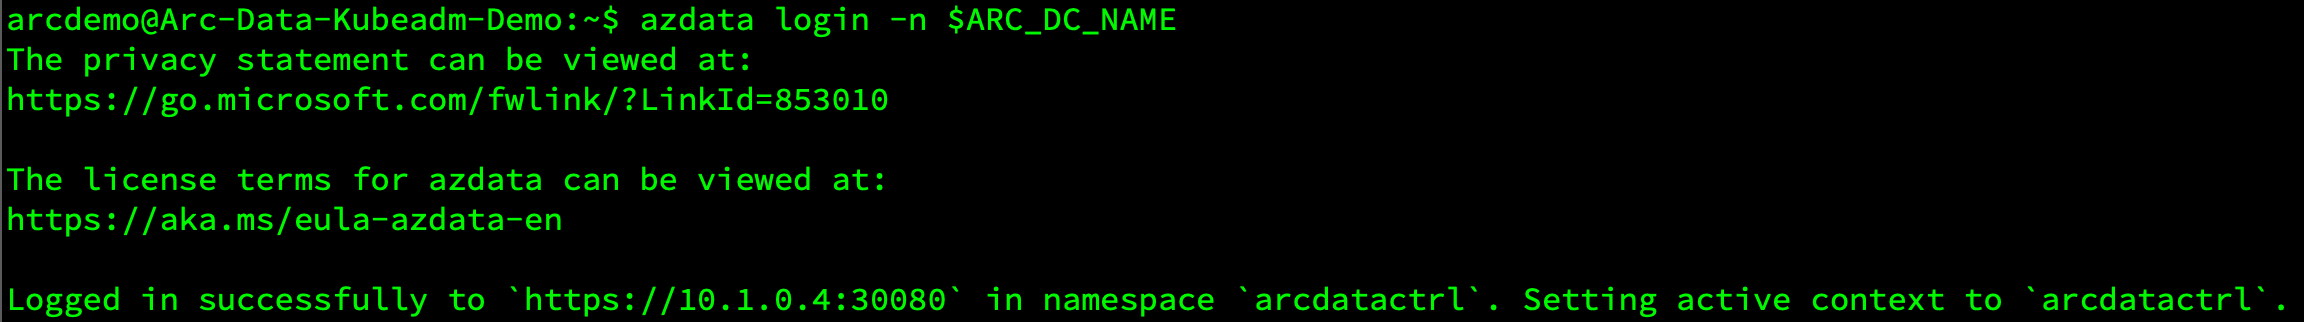 arcdemo@Arc-Data-Kubeadm-Demo:~$ azdata login -n $ARC_DC_NAME
The privacy statement can be viewed at:
https://go.microsoft.com/fwlink/?LinkId=853010
The license terms for azdata can be viewed at:
https://aka.ms/eula-azdata-en
Logged in successfully to `https://10.1.0.4:30080` in namespace `arcdatactrl`. Setting active context to `arcdatactrl`.